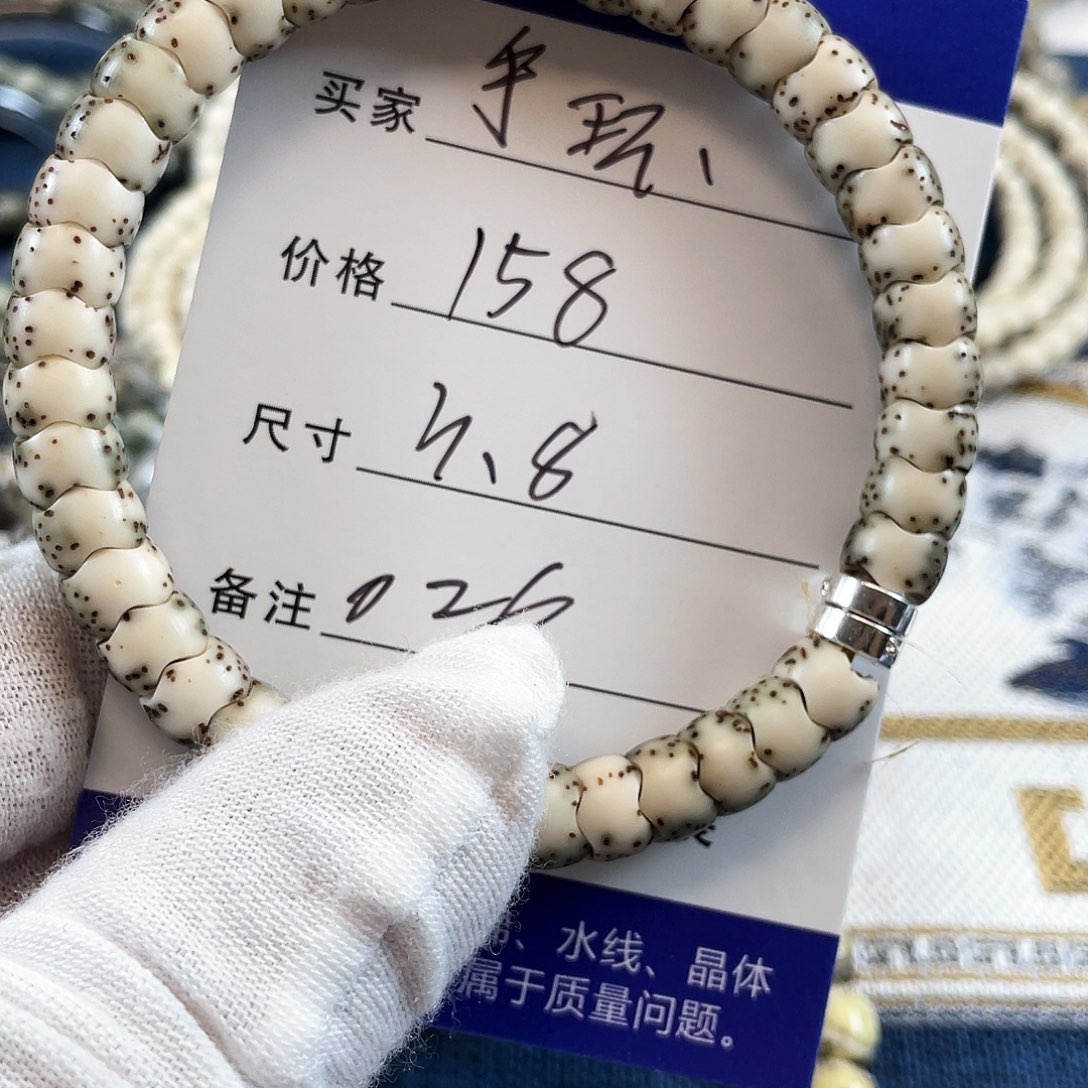 买家 手环、
价格 158
尺寸 7、8
备注 026
、水线、晶体
属于质量问题。